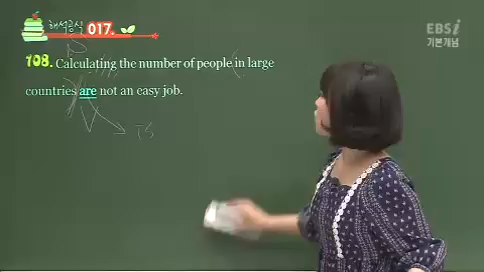 해석공식 017.
EBSi
기본개념
108. Calculating the number of people in large
countries are not an easy job.